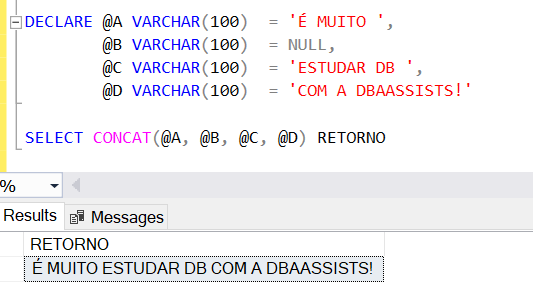 DECLARE @A VARCHAR(100) = 'É MUITO ',
@B VARCHAR(100) = NULL,
@C VARCHAR(100) = 'ESTUDAR DB ',
@D VARCHAR(100) = 'COM A DBAASSISTS!'
SELECT CONCAT(@A, @B, @C, @D) RETORNO
%
Results Messages
RETORNO
É MUITO ESTUDAR DB COM A DBAASSISTS!